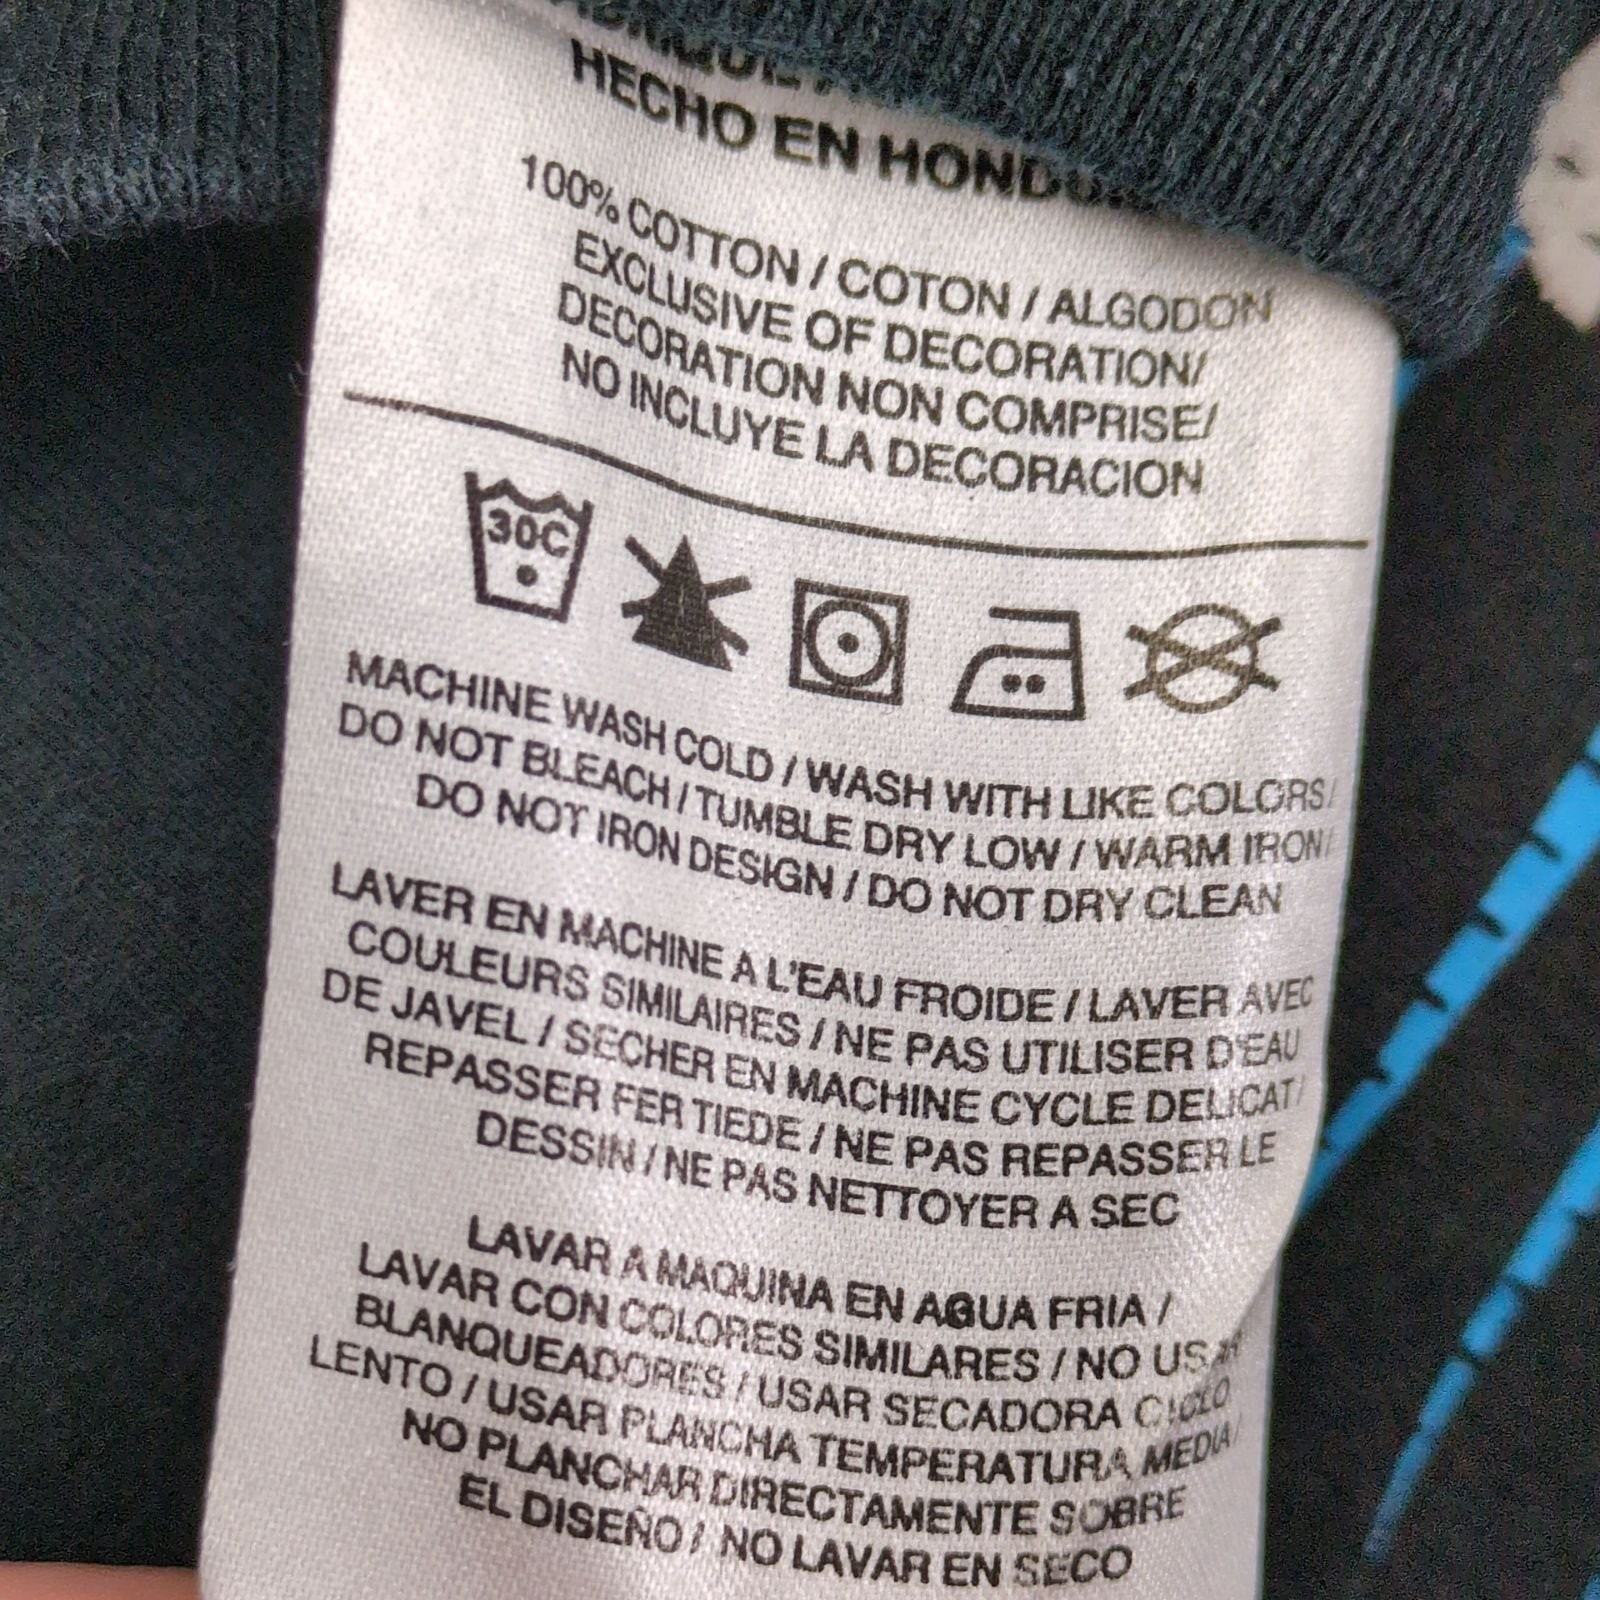 HECHO EN
100% COTTON / COTON / ALGODON
EXCLUSIVE OF DECORATION/
DECORATION NON COMPRISE/
NO INCLUYE LA DECORACION
30C
MACHINE WASH COLD / WASH WITH LIKE COLORS/
DO NOT BLEACH / TUMBLE DRY LOW / WARM IRON/
DO NOT IRON DESIGN / DO NOT DRY CLEAN
LAVER EN MACHINE A L'EAU FROIDE / LAVER AVEC
COULEURS SIMILAIRES / NE PAS UTILISER D'EAU
DE JAVEL / SECHER EN MACHINE CYCLE DELICAT/
REPASSER FER TIEDE / NE PAS REPASSER LE
DESSIN / NE PAS NETTOYER A SEC
LAVAR A MAQUINA EN AGUA FRIA /
LAVAR CON COLORES SIMILARES / NO USAR
BLANQUEADORES / USAR SECADORA CICLO
LENTO / USAR PLANCHA TEMPERATURA MEDIA/
NO PLANCHAR DIRECTAMENTE SOBRE
EL DISEÑO / NO LAVAR EN SECO